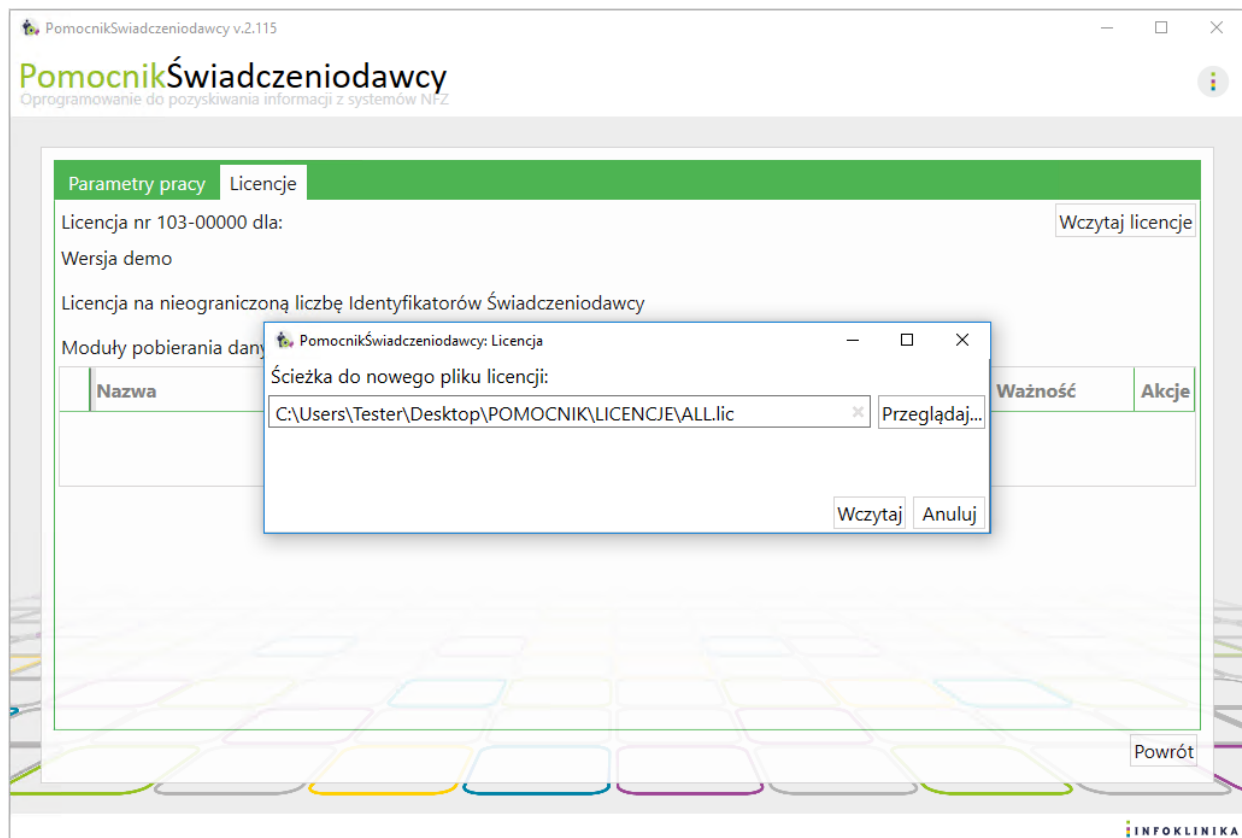 PomocnikSwiadczeniodawcy v.2.115
PomocnikŚwiadczeniodawcy
Oprogramowanie do pozyskiwania informacji z systemów NFZ
Parametry pracy Licencje
Licencja nr 103-00000 dla:
Wczytaj licencje
Wersja demo
Licencja na nieograniczoną liczbę Identyfikatorów Świadczeniodawcy
Moduły pobierania dany
Nazwa Ważność Akcje
PomocnikŚwiadczeniodawcy: Licencja
Ścieżka do nowego pliku licencji:
C:\Users\Tester\Desktop\POMOCNIK\LICENCJE\ALL.lic Przeglądaj...
Wczytaj Anuluj
Powrót
INFOKLINIKA